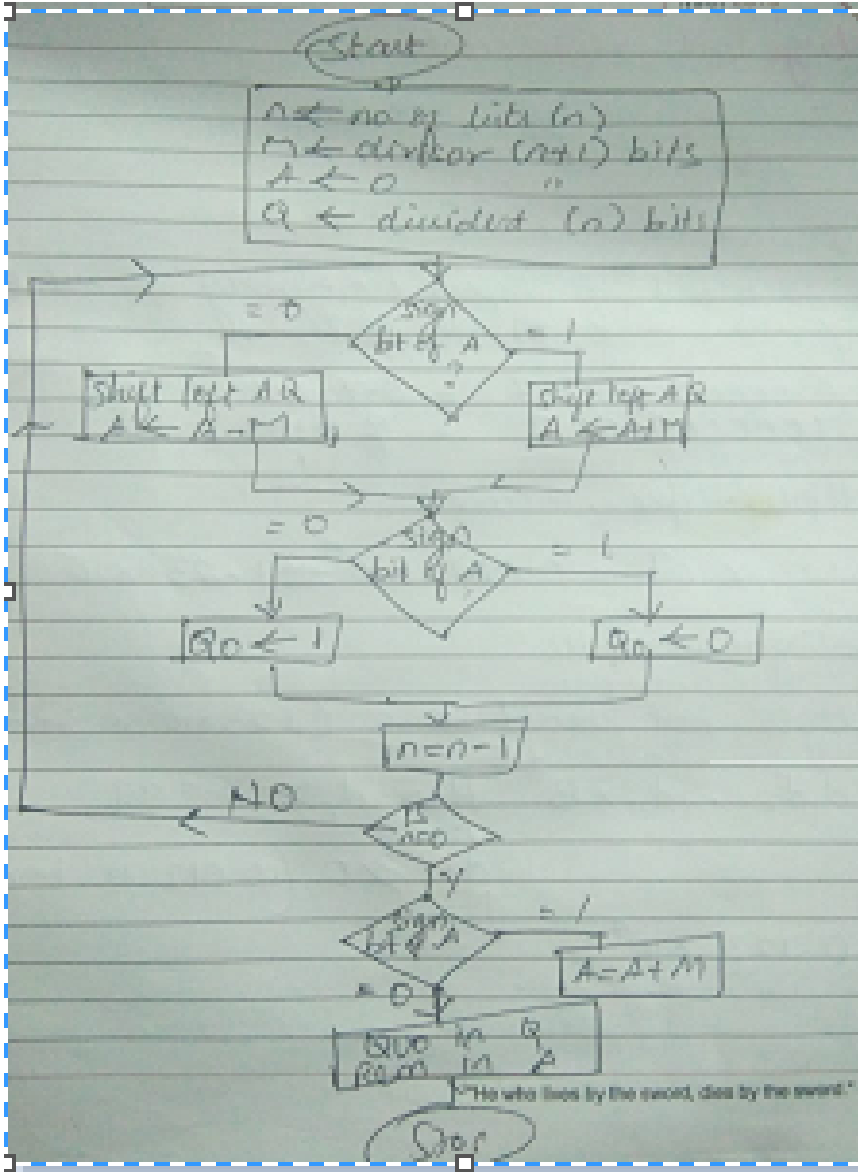 Start
n ← no of bits (n)
M ← divisor (n+1) bits
A ← 0 "
Q ← dividend (n) bits
sign
bit of A
?
= 0
= 1
Shift left AQ
A ← A - M
shift left AQ
A ← A+M
sign
bit of A
?
= 0
= 1
Q0 ← 1
Q0 ← 0
n=n-1
Is
n=0
NO
Y
sign
bit of A
= 1
A = A + M
= 0
QUO in Q
Rem in A
"He who lives by the sword, dies by the sword."
Stop